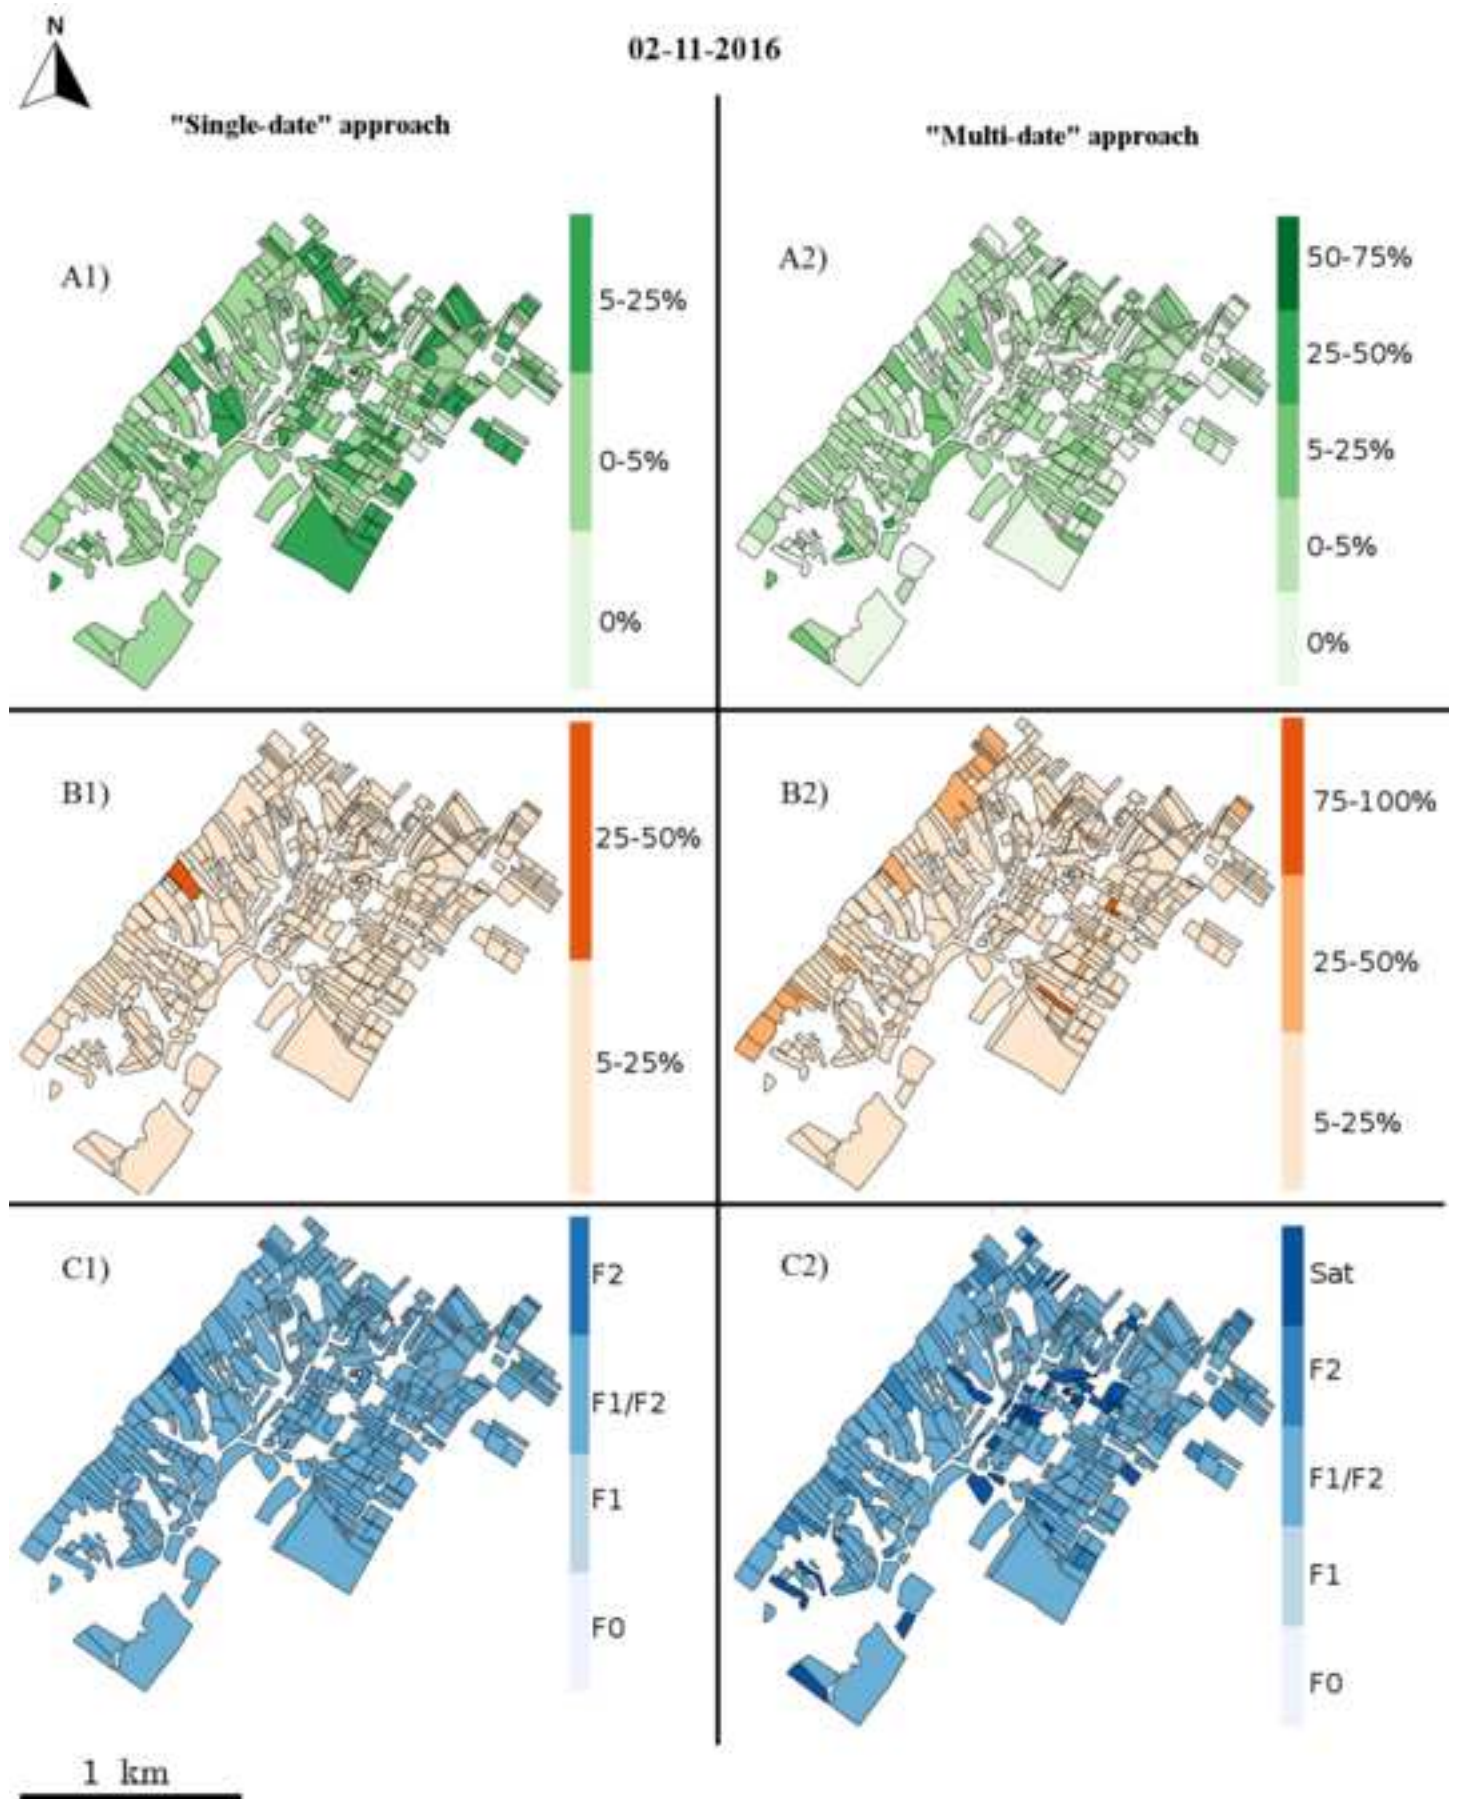 N
02-11-2016
"Single-date" approach
"Multi-date" approach
A1)
5-25%
0-5%
0%
A2)
50-75%
25-50%
5-25%
0-5%
0%
B1)
25-50%
5-25%
B2)
75-100%
25-50%
5-25%
C1)
F2
F1/F2
F1
F0
C2)
Sat
F2
F1/F2
F1
F0
1 km